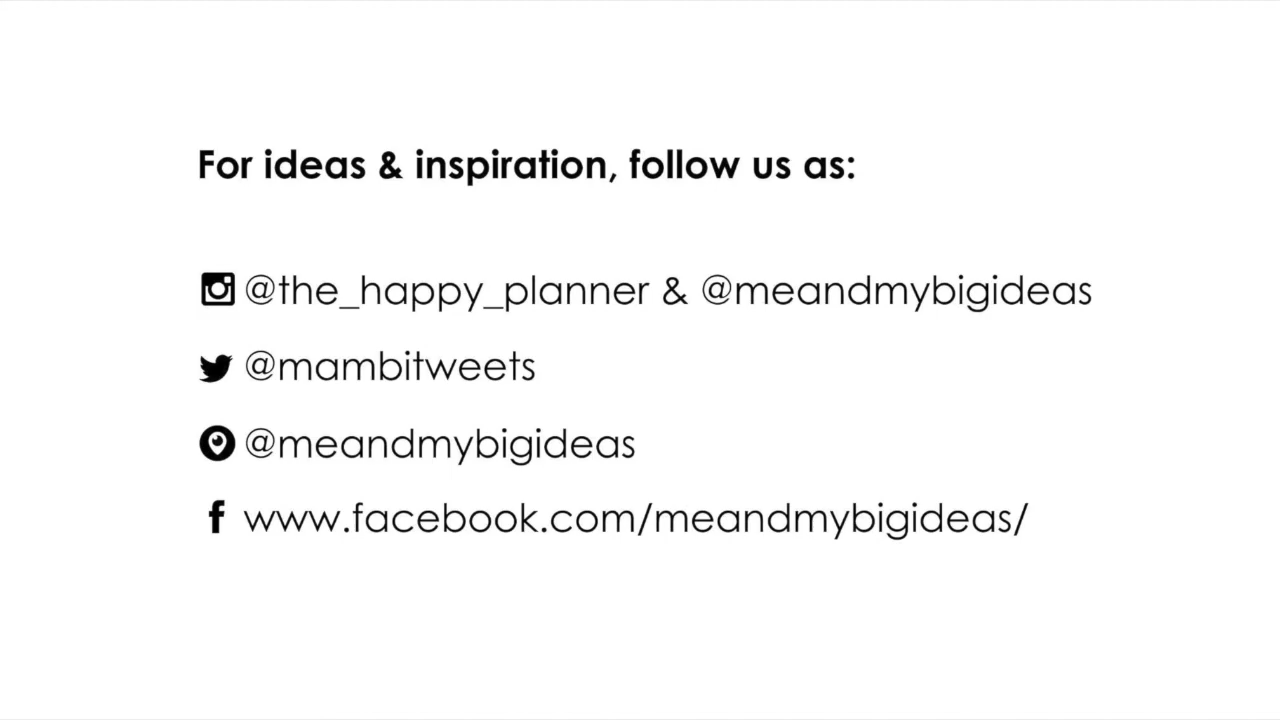 For ideas & inspiration, follow us as:
@the_happy_planner & @meandmybigideas
@mambitweets
@meandmybigideas
www.facebook.com/meandmybigideas/